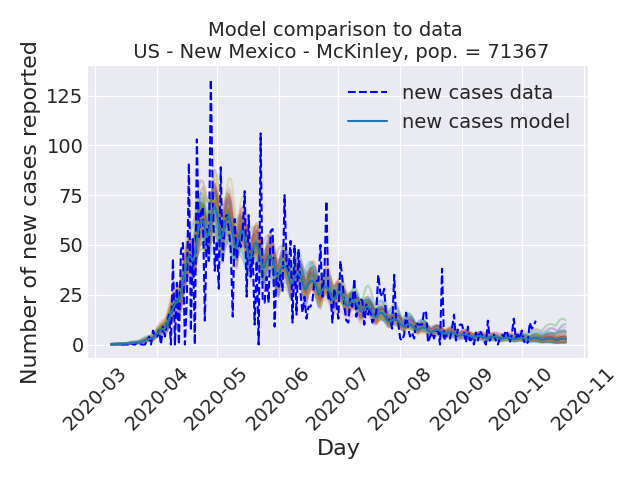 Model comparison to data
US - New Mexico - McKinley, pop. = 71367
Number of new cases reported
125
100
75
50
25
0
new cases data
new cases model
2020-03
2020-04
2020-05
2020-06
2020-07
2020-08
2020-09
2020-10
2020-11
Day